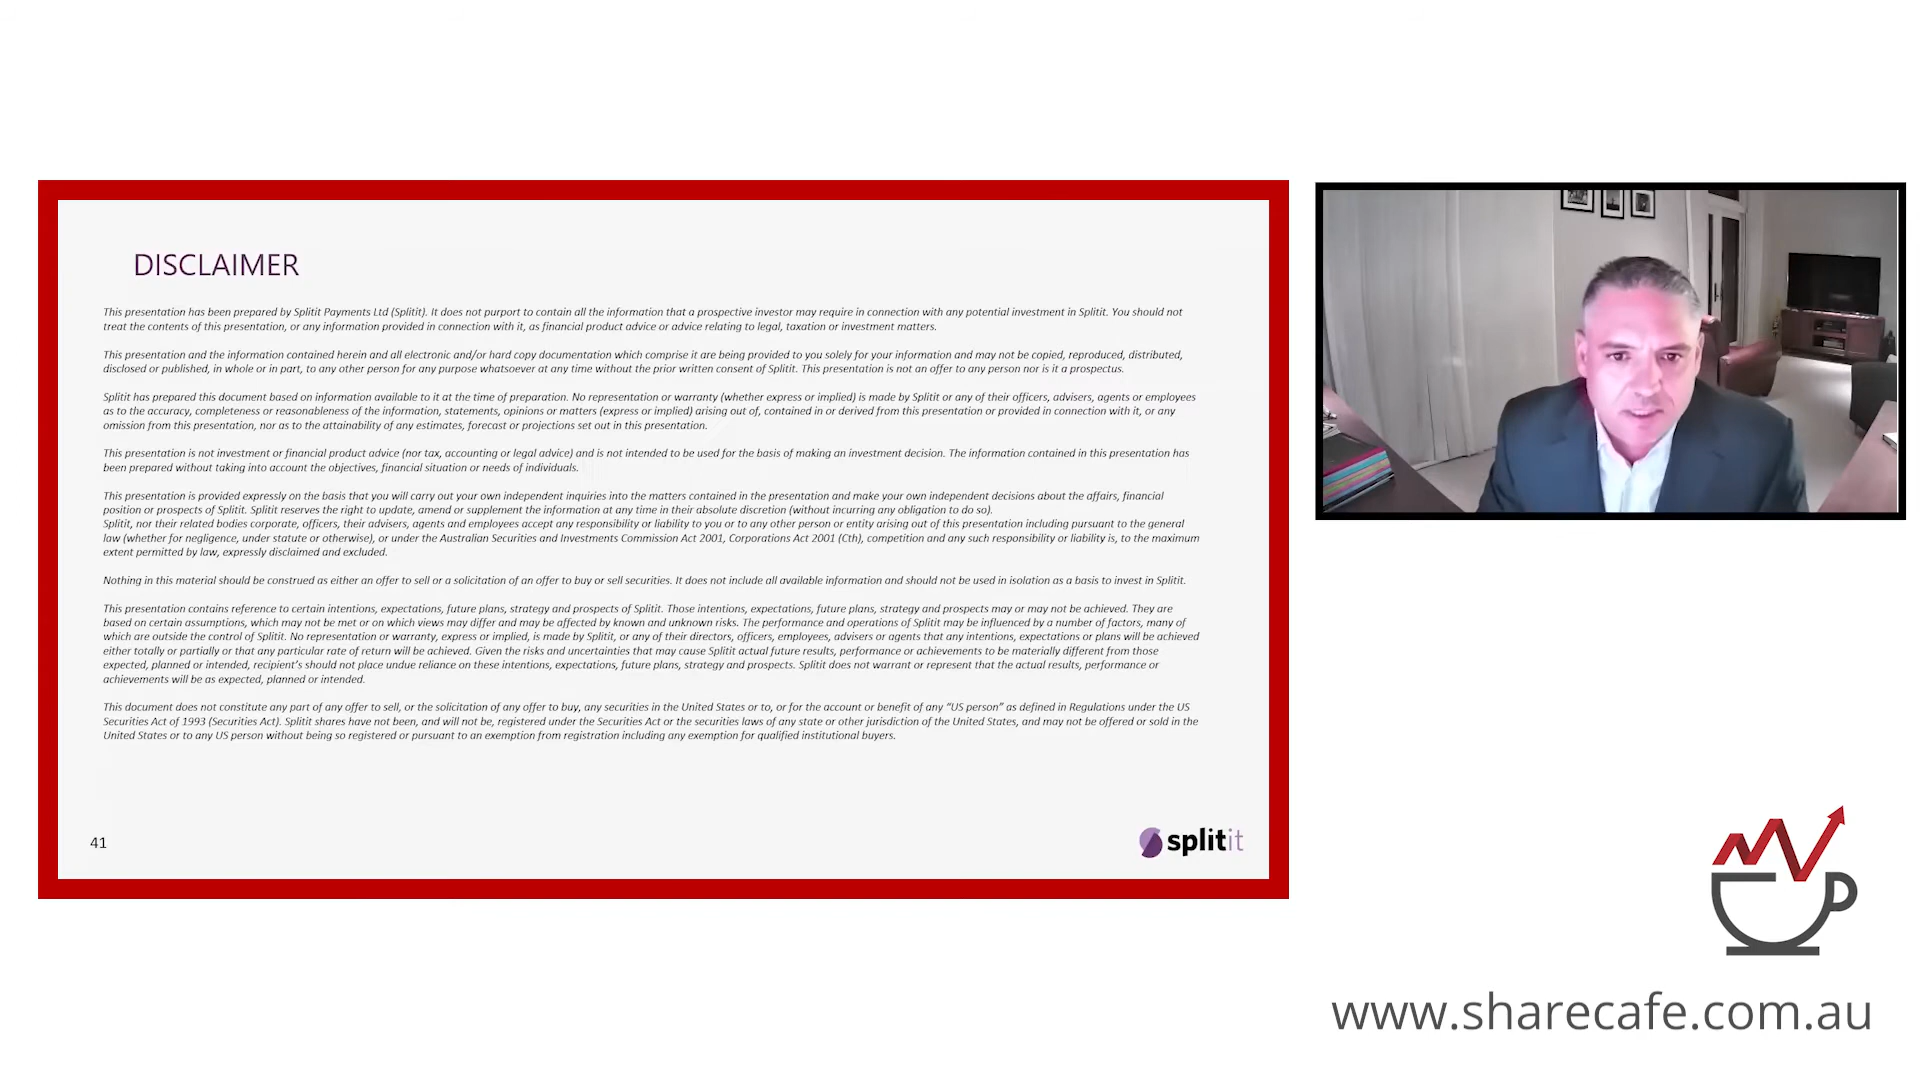 DISCLAIMER
This presentation has been prepared by Splitit Payments Ltd (Splitit). It does not purport to contain all the information that a prospective investor may require in connection with any potential investment in Splitit. You should not
treat the contents of this presentation, or any information provided in connection with it, as financial product advice or advice relating to legal, taxation or investment matters.
This presentation and the information contained herein and all electronic and/or hard copy documentation which comprise it are being provided to you solely for your information and may not be copied, reproduced, distributed,
disclosed or published, in whole or in part, to any other person for any purpose whatsoever at any time without the prior written consent of Splitit. This presentation is not an offer to any person nor is it a prospectus.
Splitit has prepared this document based on information available to it at the time of preparation. No representation or warranty (whether express or implied) is made by Splitit or any of their officers, advisers, agents or employees
as to the accuracy, completeness or reasonableness of the information, statements, opinions or matters (express or implied) arising out of, contained in or derived from this presentation or provided in connection with it, or any
omission from this presentation, nor as to the attainability of any estimates, forecast or projections set out in this presentation.
This presentation is not investment or financial product advice (nor tax, accounting or legal advice) and is not intended to be used for the basis of making an investment decision. The information contained in this presentation has
been prepared without taking into account the objectives, financial situation or needs of individuals.
This presentation is provided expressly on the basis that you will carry out your own independent inquiries into the matters contained in the presentation and make your own independent decisions about the affairs, financial
position or prospects of Splitit. Splitit reserves the right to update, amend or supplement the information at any time in their absolute discretion (without incurring any obligation to do so).
Splitit, nor their related bodies corporate, officers, their advisers, agents and employees accept any responsibility or liability to you or to any other person or entity arising out of this presentation including pursuant to the general
law (whether for negligence, under statute or otherwise), or under the Australian Securities and Investments Commission Act 2001, Corporations Act 2001 (Cth), competition and any such responsibility or liability is, to the maximum
extent permitted by law, expressly disclaimed and excluded.
Nothing in this material should be construed as either an offer to sell or a solicitation of an offer to buy or sell securities. It does not include all available information and should not be used in isolation as a basis to invest in Splitit.
This presentation contains reference to certain intentions, expectations, future plans, strategy and prospects of Splitit. Those intentions, expectations, future plans, strategy and prospects may or may not be achieved. They are
based on certain assumptions, which may not be met or on which views may differ and may be affected by known and unknown risks. The performance and operations of Splitit may be influenced by a number of factors, many of
which are outside the control of Splitit. No representation or warranty, express or implied, is made by Splitit, or any of their directors, officers, employees, advisers or agents that any intentions, expectations or plans will be achieved
either totally or partially or that any particular rate of return will be achieved. Given the risks and uncertainties that may cause Splitit actual future results, performance or achievements to be materially different from those
expected, planned or intended, recipient’s should not place undue reliance on these intentions, expectations, future plans, strategy and prospects. Splitit does not warrant or represent that the actual results, performance or
achievements will be as expected, planned or intended.
This document does not constitute any part of any offer to sell, or the solicitation of any offer to buy, any securities in the United States or to, or for the account or benefit of any “US person” as defined in Regulations under the US
Securities Act of 1993 (Securities Act). Splitit shares have not been, and will not be, registered under the Securities Act or the securities laws of any state or other jurisdiction of the United States, and may not be offered or sold in the
United States or to any US person without being so registered or pursuant to an exemption from registration including any exemption for qualified institutional buyers.
41
splitit
www.sharecafe.com.au